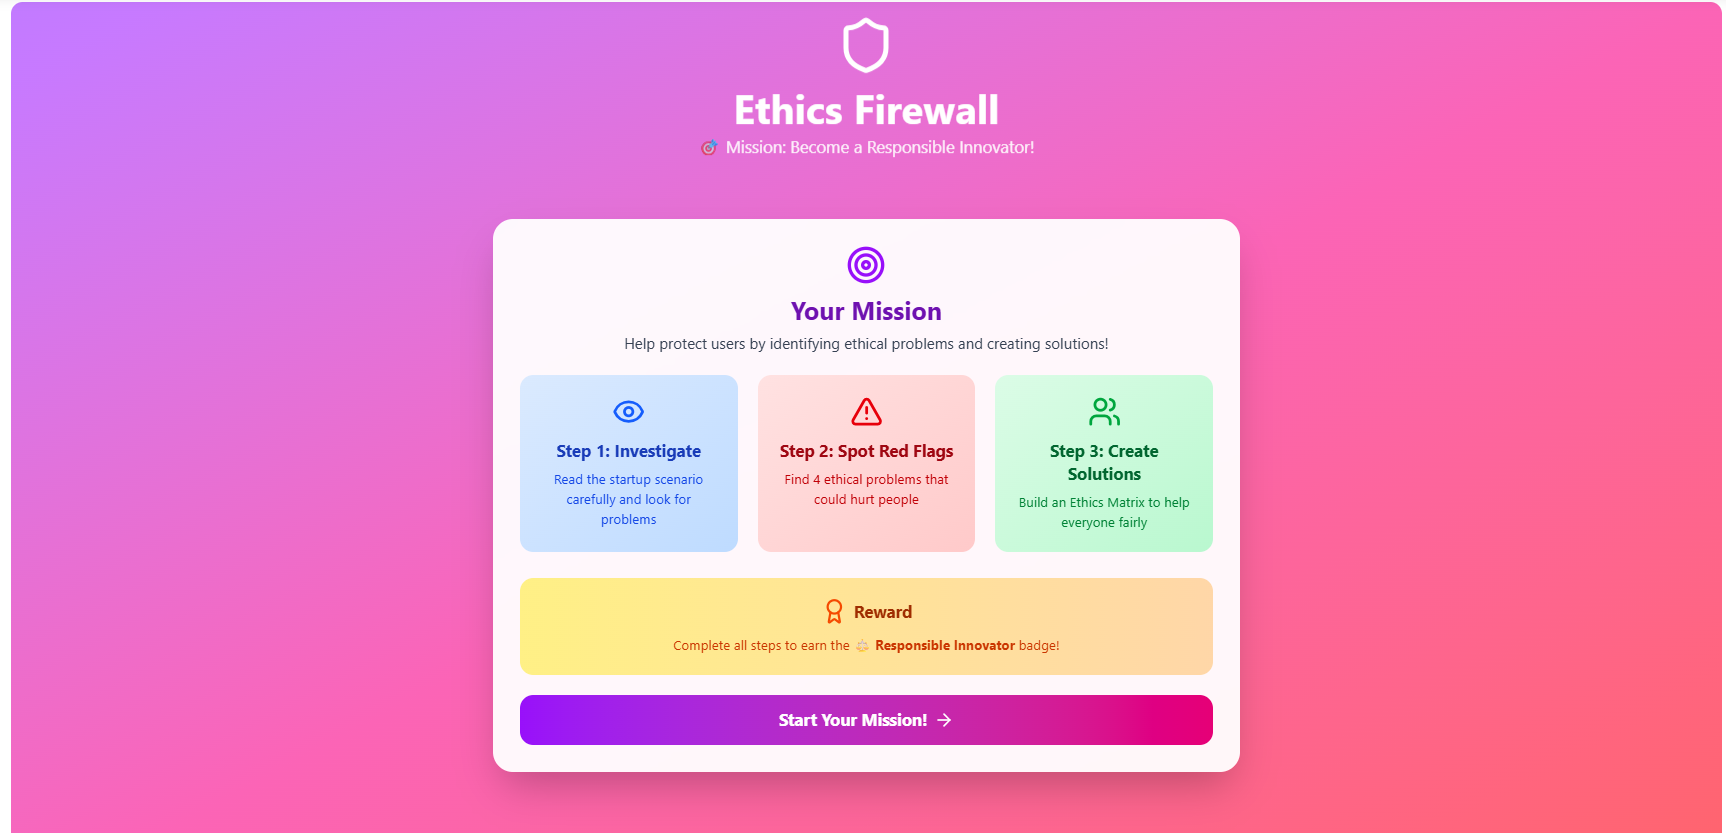 Ethics Firewall
🎯 Mission: Become a Responsible Innovator!
Your Mission
Help protect users by identifying ethical problems and creating solutions!
Step 1: Investigate
Read the startup scenario
carefully and look for
problems
Step 2: Spot Red Flags
Find 4 ethical problems that
could hurt people
Step 3: Create
Solutions
Build an Ethics Matrix to help
everyone fairly
Reward
Complete all steps to earn the Responsible Innovator badge!
Start Your Mission! →